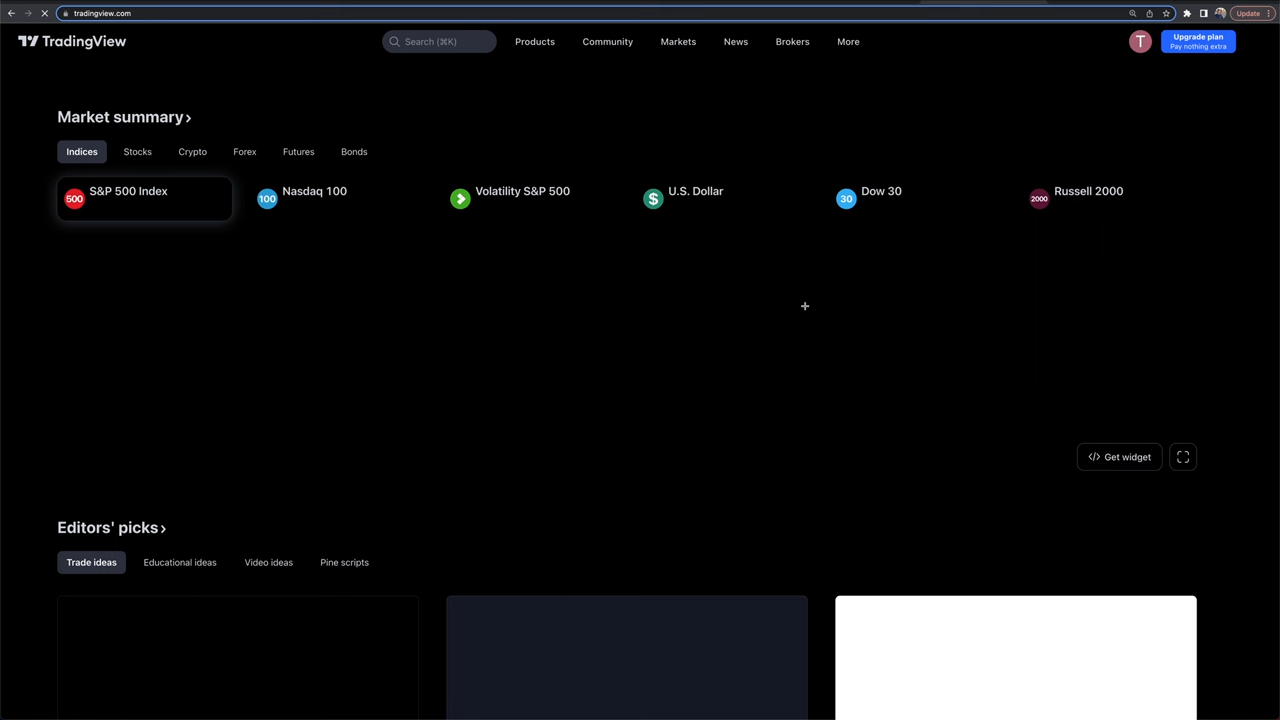 tradingview.com
Update
TradingView
Search (⌘K)
Products
Community
Markets
News
Brokers
More
T
Upgrade plan
Pay nothing extra
Market summary ›
Indices
Stocks
Crypto
Forex
Futures
Bonds
500
S&P 500 Index
100
Nasdaq 100
Volatility S&P 500
$
U.S. Dollar
30
Dow 30
2000
Russell 2000
</> Get widget
Editors' picks ›
Trade ideas
Educational ideas
Video ideas
Pine scripts